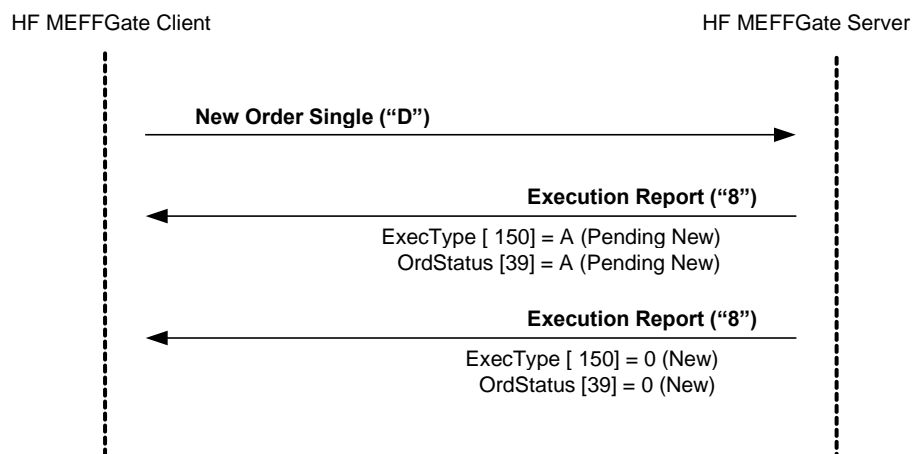 HF MEFFGate Client
HF MEFFGate Server
New Order Single (“D”)
Execution Report (“8”)
ExecType [ 150] = A (Pending New)
OrdStatus [39] = A (Pending New)
Execution Report (“8”)
ExecType [ 150] = 0 (New)
OrdStatus [39] = 0 (New)